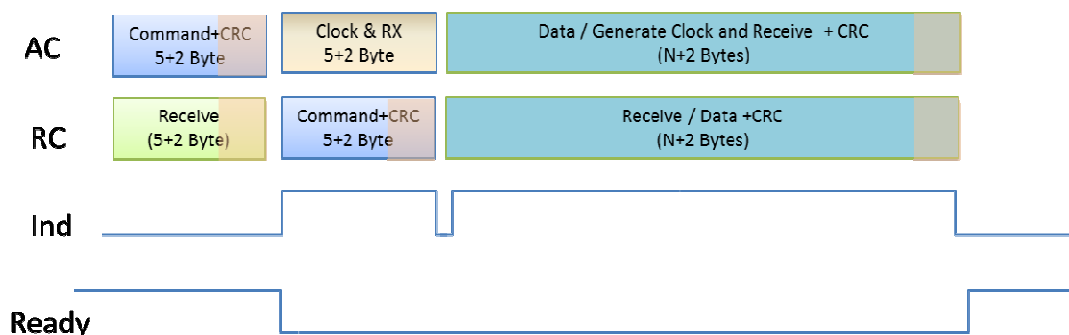 AC
Command+CRC
5+2 Byte
Clock & RX
5+2 Byte
Data / Generate Clock and Receive + CRC
(N+2 Bytes)
RC
Receive
(5+2 Byte)
Command+CRC
5+2 Byte
Receive / Data +CRC
(N+2 Bytes)
Ind
Ready